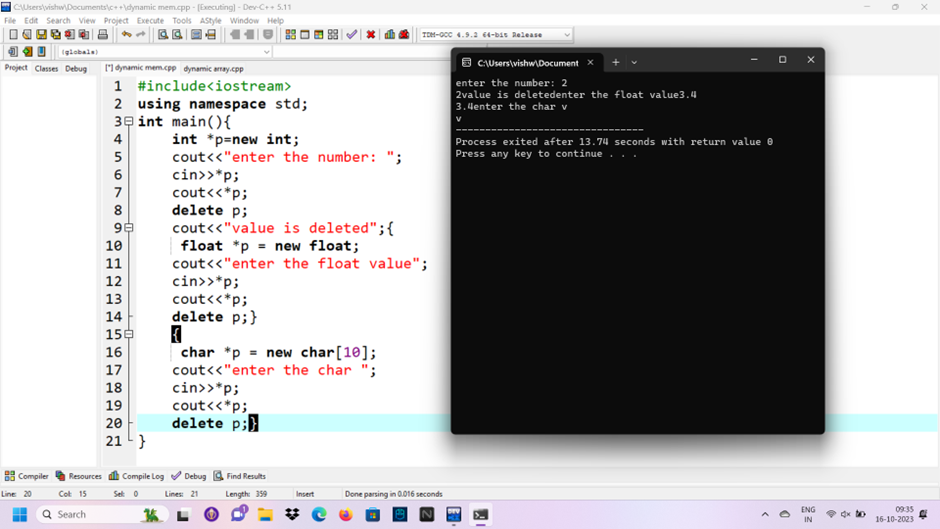 C:\Users\vishw\Documents\c++\dynamic mem.cpp - [Executing] - Dev-C++ 5.11
File Edit Search View Project Execute Tools AStyle Window Help
TDM-GCC 4.9.2 64-bit Release
(globals)
Project Classes Debug
[*] dynamic mem.cpp dynamic array.cpp
1 #include<iostream>
2 using namespace std;
3 int main(){
4 int *p=new int;
5 cout<<"enter the number: ";
6 cin>>*p;
7 cout<<*p;
8 delete p;
9 cout<<"value is deleted";{
10 float *p = new float;
11 cout<<"enter the float value";
12 cin>>*p;
13 cout<<*p;
14 delete p;}
15 {
16 char *p = new char[10];
17 cout<<"enter the char ";
18 cin>>*p;
19 cout<<*p;
20 delete p;}
21 }
C:\Users\vishw\Document
enter the number: 2
2value is deletedenter the float value3.4
3.4enter the char v
v
--------------------------------
Process exited after 13.74 seconds with return value 0
Press any key to continue . . .
Compiler Resources Compile Log Debug Find Results
Line: 20 Col: 15 Sel: 0 Lines: 21 Length: 359 Insert Done parsing in 0.016 seconds
Search
1
ENG
IN
09:35
16-10-2023